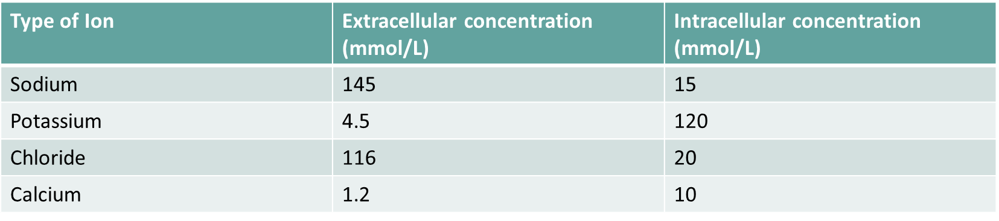 Type of Ion
Extracellular concentration
(mmol/L)
Intracellular concentration
(mmol/L)
Sodium 145 15
Potassium 4.5 120
Chloride 116 20
Calcium 1.2 10